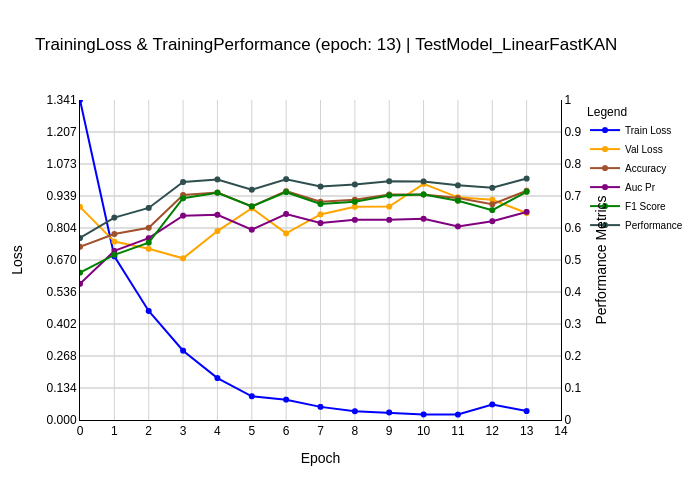 TrainingLoss & TrainingPerformance (epoch: 13) | TestModel_LinearFastKAN
1.341
1.207
1.073
0.939
0.804
0.670
0.536
0.402
0.268
0.134
0.000
Loss
0 1 2 3 4 5 6 7 8 9 10 11 12 13 14
Epoch
1
0.9
0.8
0.7
0.6
0.5
0.4
0.3
0.2
0.1
0
Performance Metrics
Legend
Train Loss
Val Loss
Accuracy
Auc Pr
F1 Score
Performance